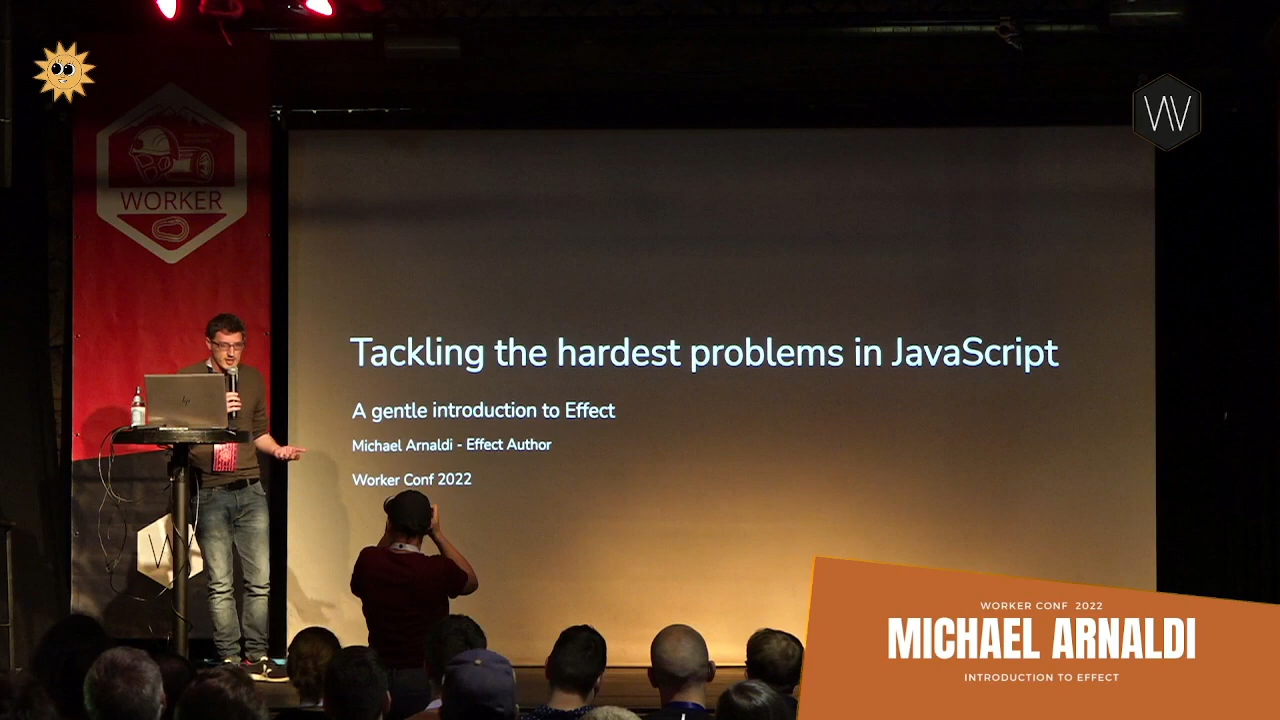 WORKER
Tackling the hardest problems in JavaScript
A gentle introduction to Effect
Michael Arnaldi - Effect Author
Worker Conf 2022
hp
W
W
WORKER CONF 2022
MICHAEL ARNALDI
INTRODUCTION TO EFFECT